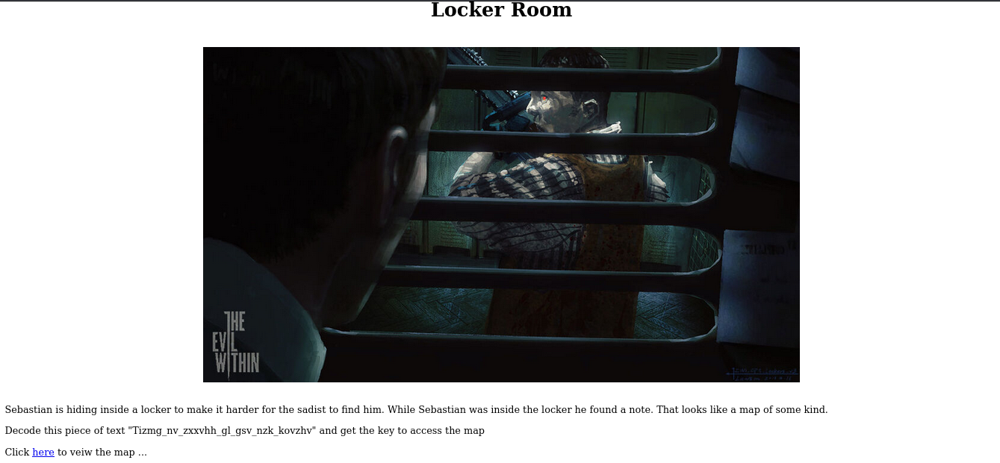 Locker Room
THE
EVIL
WITHIN
Sebastian is hiding inside a locker to make it harder for the sadist to find him. While Sebastian was inside the locker he found a note. That looks like a map of some kind.
Decode this piece of text "Tizmg_nv_zxxvhh_gl_gsv_nzk_kovzhv" and get the key to access the map
Click here to veiw the map ...